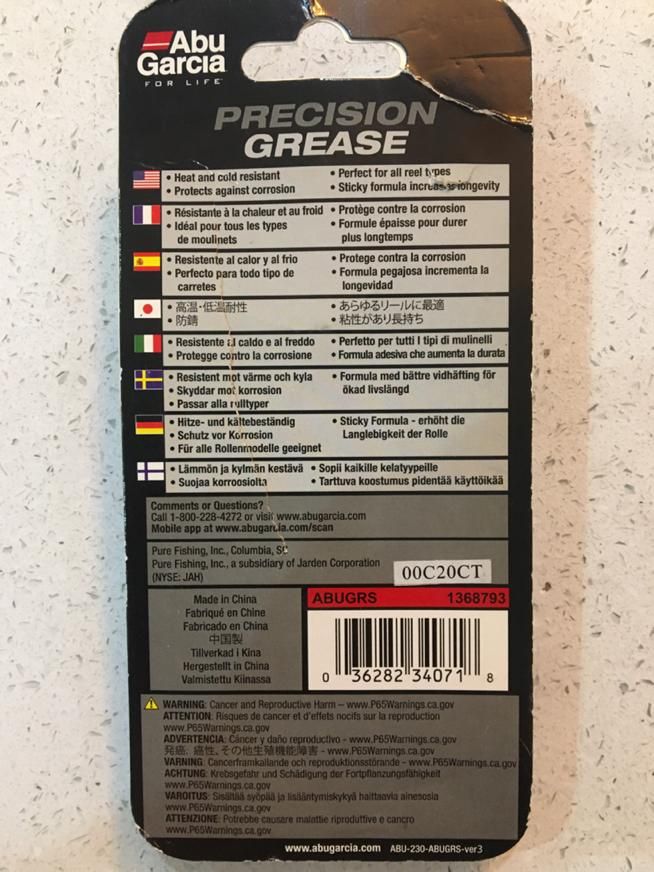 Abu
Garcia
FOR LIFE
PRECISION
GREASE
• Heat and cold resistant
• Protects against corrosion
• Perfect for all reel types
• Sticky formula increases longevity
• Résistante à la chaleur et au froid
• Idéal pour tous les types
de moulinets
• Protège contre la corrosion
• Formule épaisse pour durer
plus longtemps
• Resistente al calor y al frio
• Perfecto para todo tipo de
carretes
• Protege contra la corrosion
• Formula pegajosa incrementa la
longevidad
• 高温・低温耐性
• 防錆
• あらゆるリールに最適
• 粘性があり長持ち
• Resistente al caldo e al freddo
• Protegge contro la corrosione
• Perfetto per tutti I tipi di mulinelli
• Formula adesiva che aumenta la durata
• Resistent mot värme och kyla
• Skyddar mot korrosion
• Passar alla rulltyper
• Formula med bättre vidhäfting för
ökad livslängd
• Hitze- und kältebeständig
• Schutz vor Korrosion
• Für alle Rollenmodelle geeignet
• Sticky Formula - erhöht die
Langlebigkeit der Rolle
• Lämmön ja kylmän kestävä
• Suojaa korroosiolta
• Sopii kaikille kelatyypeille
• Tarttuva koostumus pidentää käyttöikää
Comments or Questions?
Call 1-800-228-4272 or visit www.abugarcia.com
Mobile app at www.abugarcia.com/scan
Pure Fishing, Inc., Columbia, SC
Pure Fishing, Inc., a subsidiary of Jarden Corporation
(NYSE: JAH)
00C20CT
Made in China
Fabriqué en Chine
Fabricado en China
中国製
Tillverkad i Kina
Hergestellt in China
Valmistettu Kiinassa
ABUGRS 1368793
0 36282 34071 8
WARNING: Cancer and Reproductive Harm – www.P65Warnings.ca.gov
ATTENTION: Risques de cancer et d'effets nocifs sur la reproduction
www.P65Warnings.ca.gov
ADVERTENCIA: Cáncer y daño reproductivo - www.P65Warnings.ca.gov
発癌: 癌性、その他生殖機能障害 - www.P65Warnings.ca.gov
VARNING: Cancerframkallande och reproduktionsstörande - www.P65Warnings.ca.gov
ACHTUNG: Krebsgefahr und Schädigung der Fortpflanzungsfähigkeit
www.P65Warnings.ca.gov
VAROITUS: Sisältää syöpää ja lisääntymiskykyä haittaavia ainesosia
www.P65Warnings.ca.gov
ATTENZIONE: Potrebbe causare malattie riproduttive e cancro
www.P65Warnings.ca.gov
www.abugarcia.com ABU-230-ABUGRS-ver3